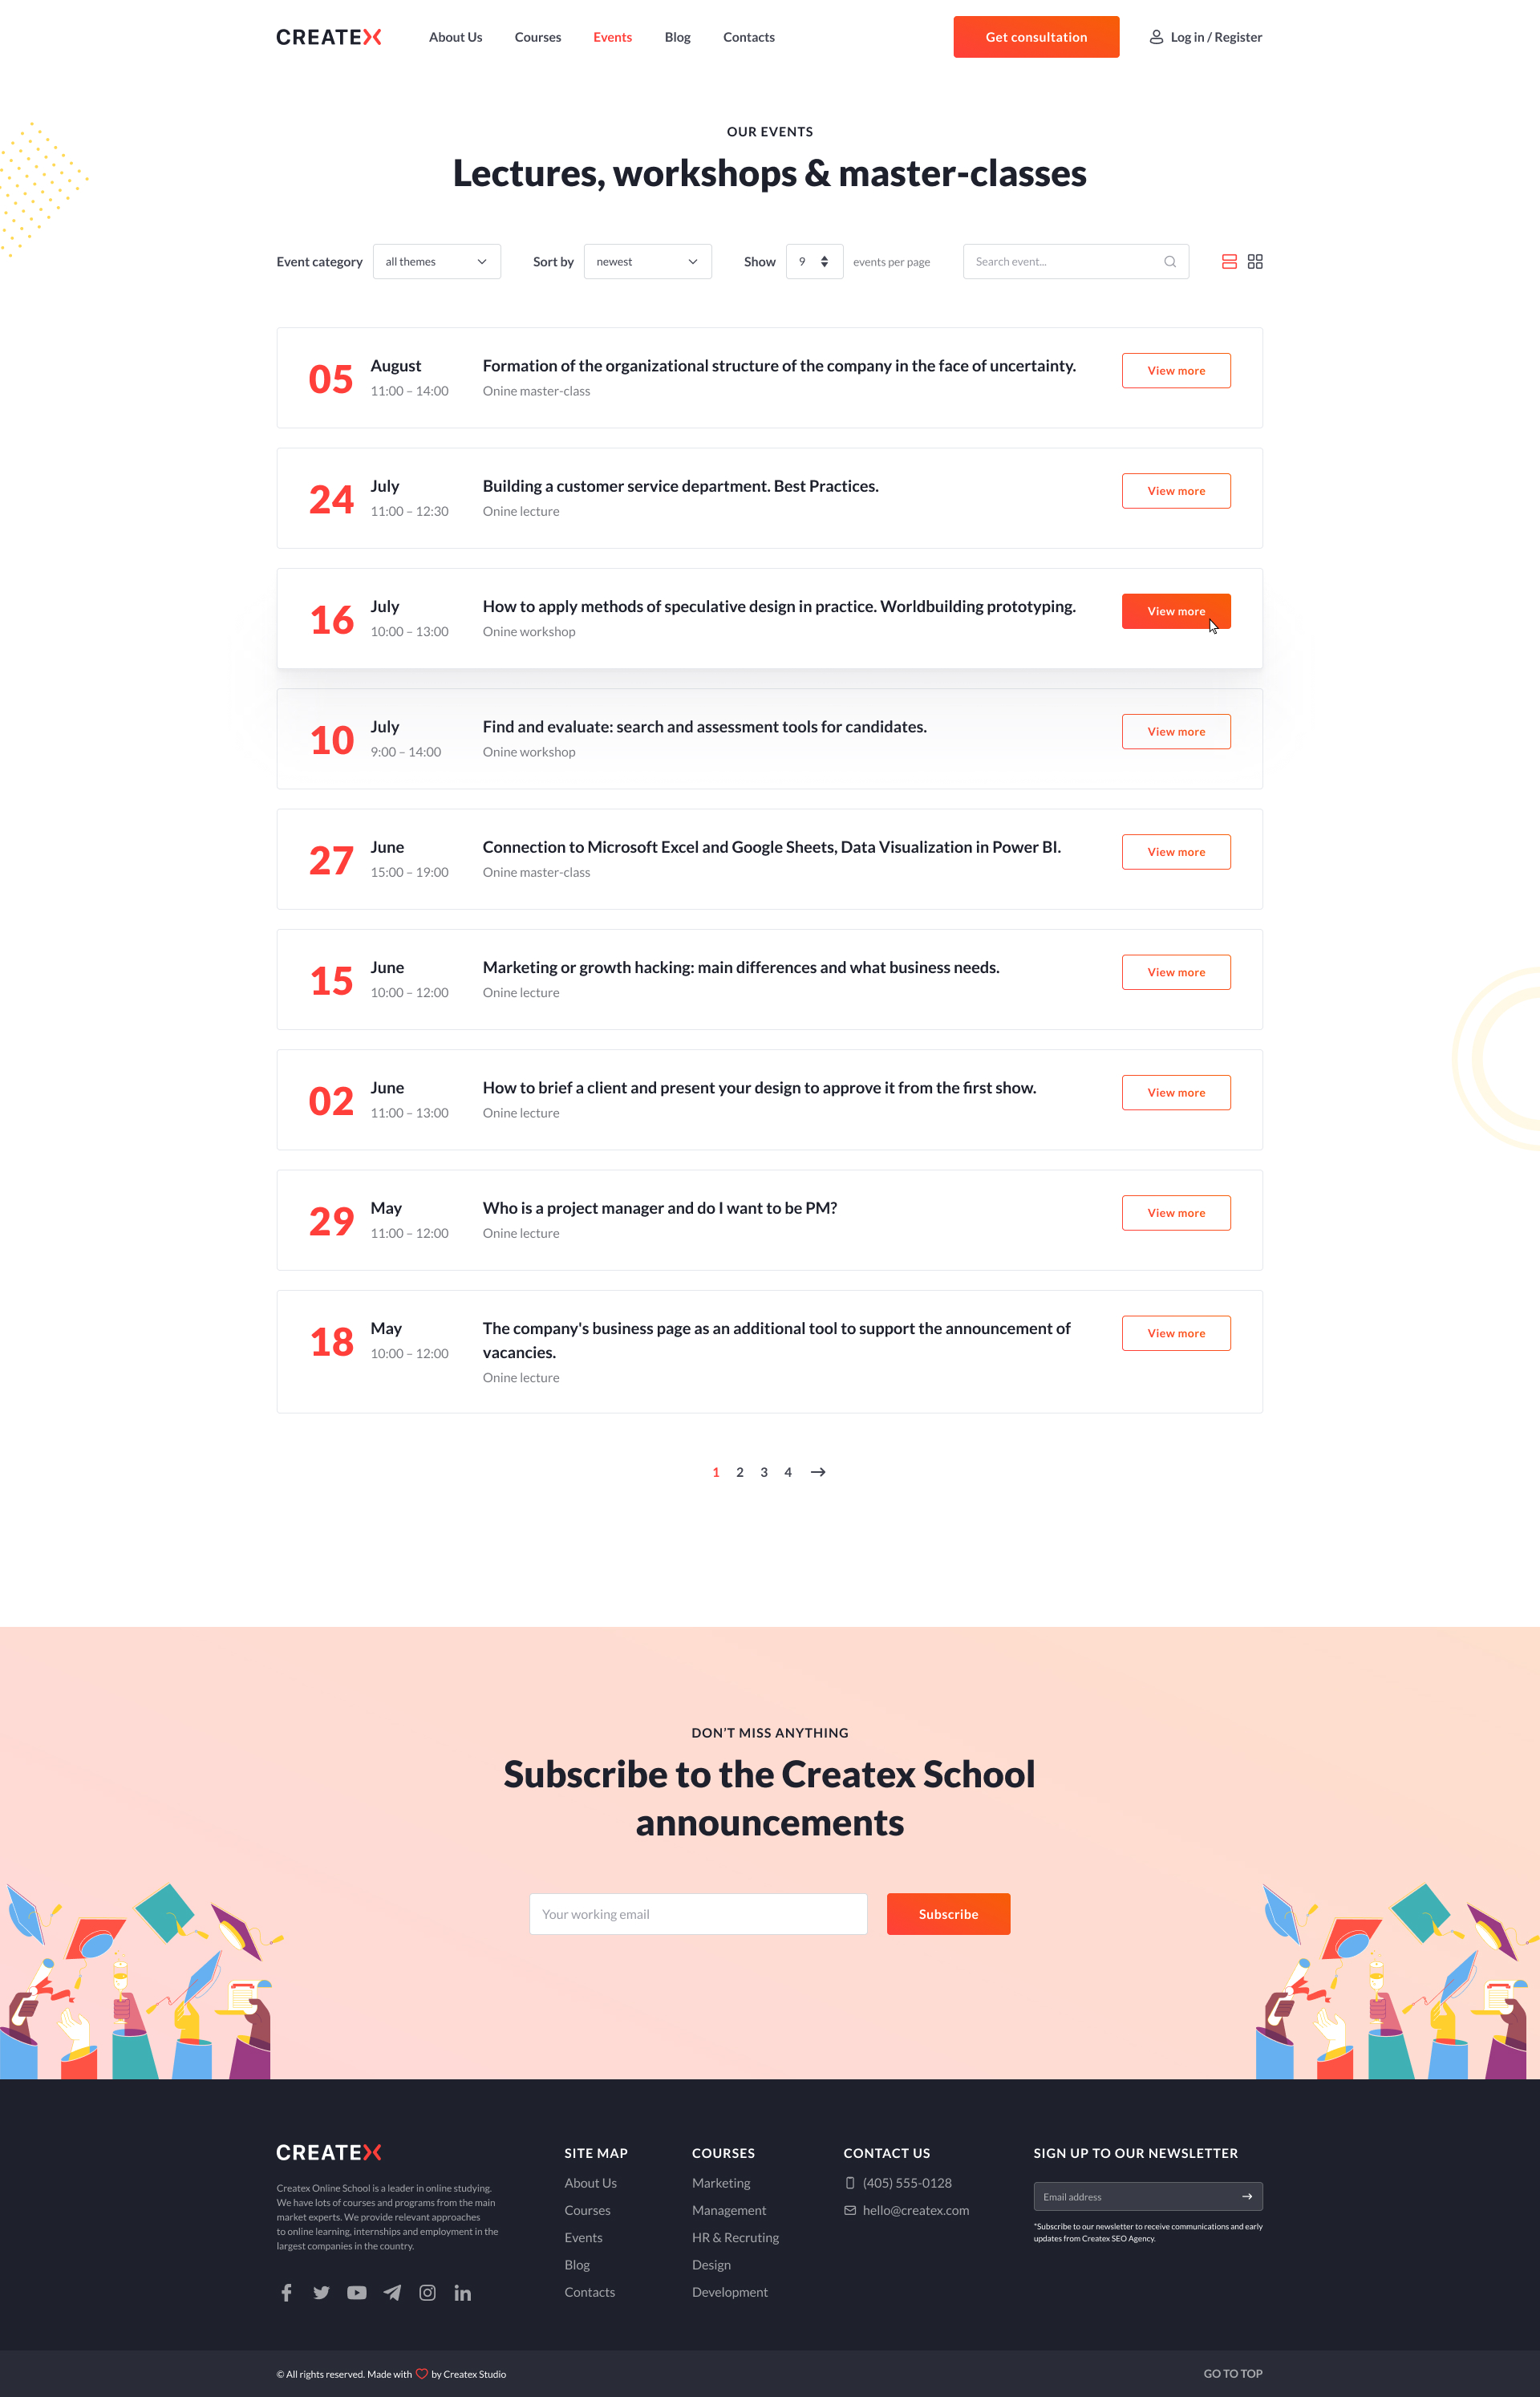 CREATEX
About Us
Courses
Events
Blog
Contacts
Get consultation
Log in / Register
OUR EVENTS
Lectures, workshops & master-classes
Event category
all themes
Sort by
newest
Show
9
events per page
Search event...
05
August
11:00 – 14:00
Formation of the organizational structure of the company in the face of uncertainty.
Onine master-class
View more
24
July
11:00 – 12:30
Building a customer service department. Best Practices.
Onine lecture
View more
16
July
10:00 – 13:00
How to apply methods of speculative design in practice. Worldbuilding prototyping.
Onine workshop
View more
10
July
9:00 – 14:00
Find and evaluate: search and assessment tools for candidates.
Onine workshop
View more
27
June
15:00 – 19:00
Connection to Microsoft Excel and Google Sheets, Data Visualization in Power BI.
Onine master-class
View more
15
June
10:00 – 12:00
Marketing or growth hacking: main differences and what business needs.
Onine lecture
View more
02
June
11:00 – 13:00
How to brief a client and present your design to approve it from the first show.
Onine lecture
View more
29
May
11:00 – 12:00
Who is a project manager and do I want to be PM?
Onine lecture
View more
18
May
10:00 – 12:00
The company's business page as an additional tool to support the announcement of
vacancies.
Onine lecture
View more
1 2 3 4
DON’T MISS ANYTHING
Subscribe to the Createx School
announcements
Your working email
Subscribe
CREATEX
Createx Online School is a leader in online studying.
We have lots of courses and programs from the main
market experts. We provide relevant approaches
to online learning, internships and employment in the
largest companies in the country.
SITE MAP
About Us
Courses
Events
Blog
Contacts
COURSES
Marketing
Management
HR & Recruting
Design
Development
CONTACT US
(405) 555-0128
hello@createx.com
SIGN UP TO OUR NEWSLETTER
Email address
*Subscribe to our newsletter to receive communications and early
updates from Createx SEO Agency.
© All rights reserved. Made with by Createx Studio
GO TO TOP